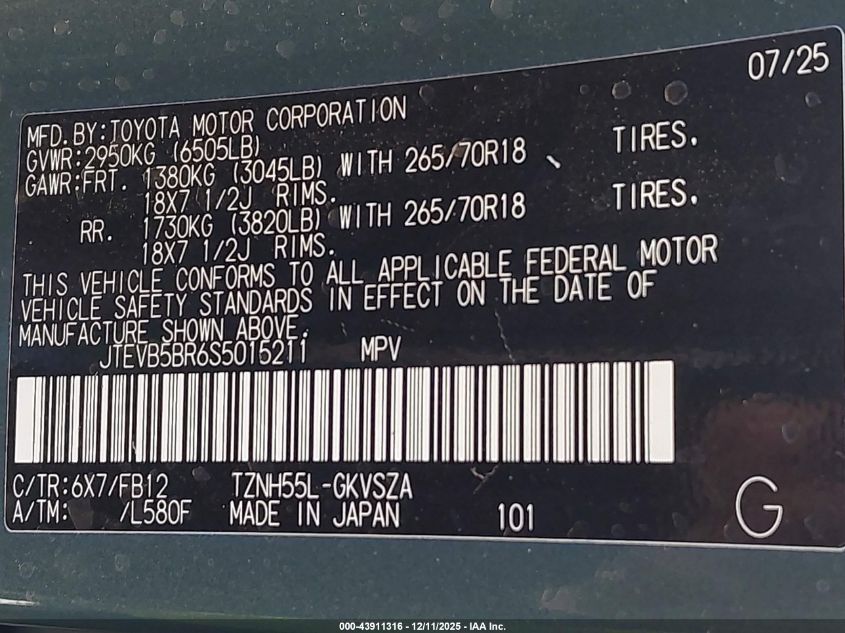 07/25
MFD.BY:TOYOTA MOTOR CORPORATION
GVWR:2950KG (6505LB)
GAWR:FRT. 1380KG (3045LB) WITH 265/70R18 TIRES.
18X7 1/2J RIMS.
RR. 1730KG (3820LB) WITH 265/70R18 TIRES.
18X7 1/2J RIMS.
THIS VEHICLE CONFORMS TO ALL APPLICABLE FEDERAL MOTOR
VEHICLE SAFETY STANDARDS IN EFFECT ON THE DATE OF
MANUFACTURE SHOWN ABOVE.
JTEVB5BR6S5015211 MPV
C/TR:6X7/FB12 TZNH55L-GKVSZA
A/TM: /L580F MADE IN JAPAN 101 G
000-43911316 - 12/11/2025 - IAA Inc.